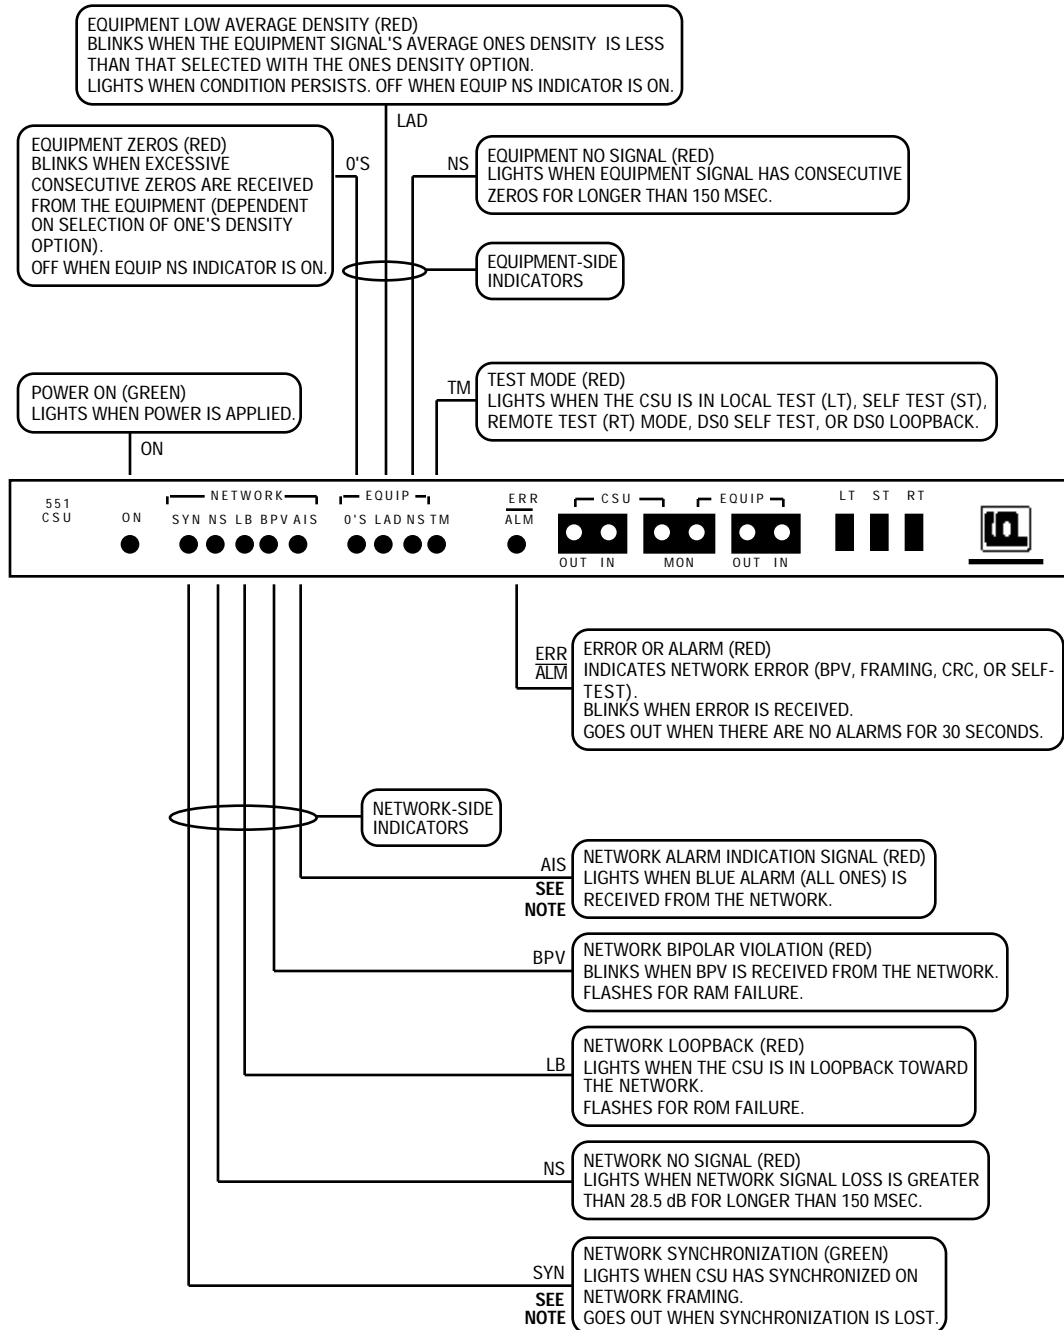 EQUIPMENT LOW AVERAGE DENSITY (RED)
BLINKS WHEN THE EQUIPMENT SIGNAL'S AVERAGE ONES DENSITY IS LESS
THAN THAT SELECTED WITH THE ONES DENSITY OPTION.
LIGHTS WHEN CONDITION PERSISTS. OFF WHEN EQUIP NS INDICATOR IS ON.
LAD
EQUIPMENT ZEROS (RED)
BLINKS WHEN EXCESSIVE
CONSECUTIVE ZEROS ARE RECEIVED
FROM THE EQUIPMENT (DEPENDENT
ON SELECTION OF ONE'S DENSITY
OPTION).
OFF WHEN EQUIP NS INDICATOR IS ON.
0'S
NS
EQUIPMENT NO SIGNAL (RED)
LIGHTS WHEN EQUIPMENT SIGNAL HAS CONSECUTIVE
ZEROS FOR LONGER THAN 150 MSEC.
EQUIPMENT-SIDE
INDICATORS
POWER ON (GREEN)
LIGHTS WHEN POWER IS APPLIED.
ON
TM
TEST MODE (RED)
LIGHTS WHEN THE CSU IS IN LOCAL TEST (LT), SELF TEST (ST),
REMOTE TEST (RT) MODE, DS0 SELF TEST, OR DS0 LOOPBACK.
551
CSU
ON
NETWORK
SYN NS LB BPV AIS
EQUIP
0'S LAD NS TM
ERR
ALM
CSU
EQUIP
OUT IN
MON
OUT IN
LT ST RT
ERR
ALM
ERROR OR ALARM (RED)
INDICATES NETWORK ERROR (BPV, FRAMING, CRC, OR SELF-
TEST).
BLINKS WHEN ERROR IS RECEIVED.
GOES OUT WHEN THERE ARE NO ALARMS FOR 30 SECONDS.
NETWORK-SIDE
INDICATORS
AIS
SEE
NOTE
NETWORK ALARM INDICATION SIGNAL (RED)
LIGHTS WHEN BLUE ALARM (ALL ONES) IS
RECEIVED FROM THE NETWORK.
BPV
NETWORK BIPOLAR VIOLATION (RED)
BLINKS WHEN BPV IS RECEIVED FROM THE NETWORK.
FLASHES FOR RAM FAILURE.
LB
NETWORK LOOPBACK (RED)
LIGHTS WHEN THE CSU IS IN LOOPBACK TOWARD
THE NETWORK.
FLASHES FOR ROM FAILURE.
NS
NETWORK NO SIGNAL (RED)
LIGHTS WHEN NETWORK SIGNAL LOSS IS GREATER
THAN 28.5 dB FOR LONGER THAN 150 MSEC.
SYN
SEE
NOTE
NETWORK SYNCHRONIZATION (GREEN)
LIGHTS WHEN CSU HAS SYNCHRONIZED ON
NETWORK FRAMING.
GOES OUT WHEN SYNCHRONIZATION IS LOST.